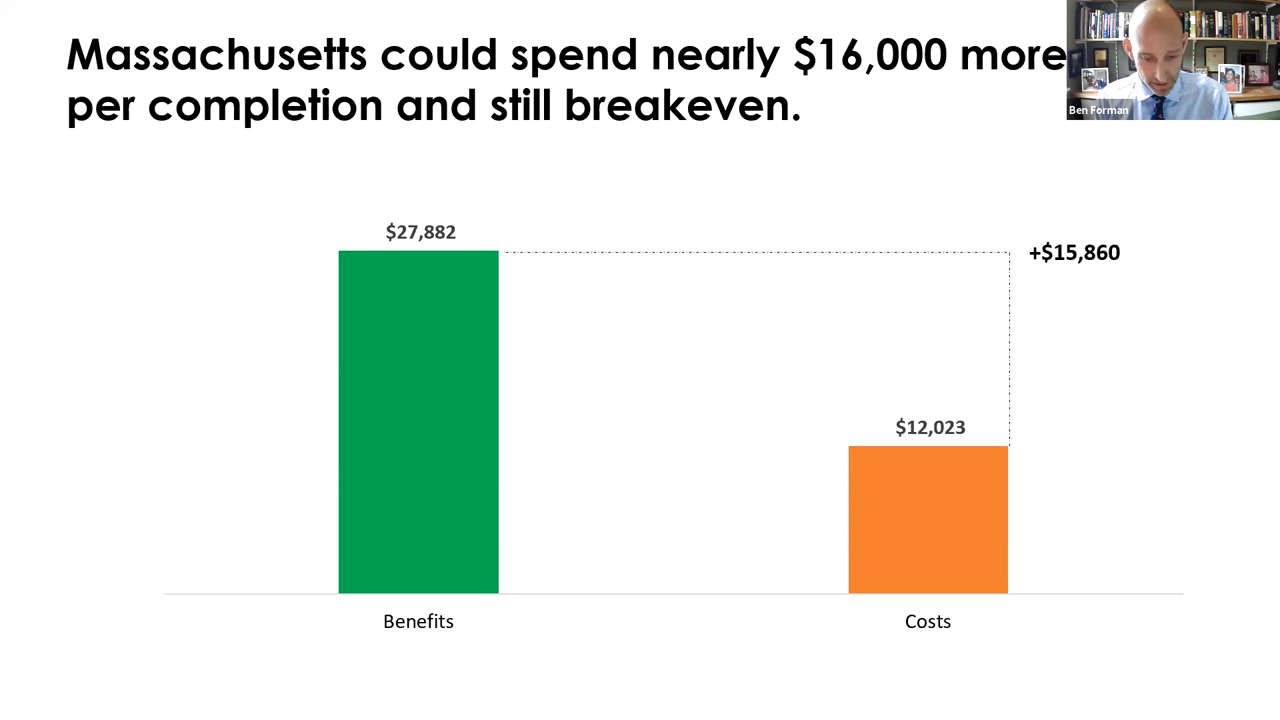 Massachusetts could spend nearly $16,000 more
per completion and still breakeven.
Ben Forman
$27,882
+$15,860
$12,023
Benefits
Costs